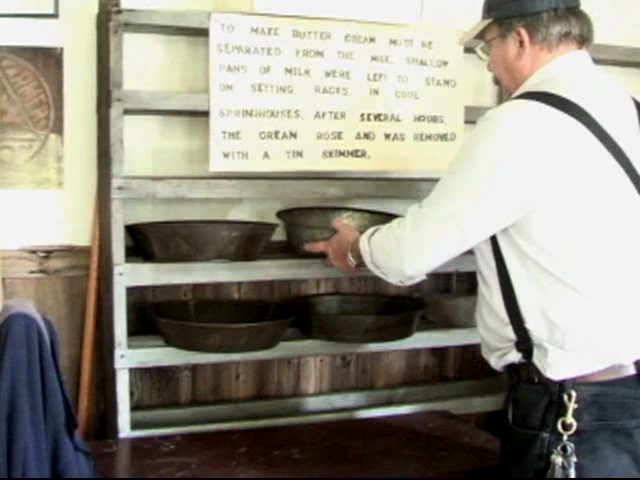 TO MAKE BUTTER CREAM MUST BE
SEPARATED FROM THE MILK. SHALLOW
PANS OF MILK WERE LEFT TO STAND
ON SETTING RACKS, IN COOL
SPRINGHOUSES. AFTER SEVERAL HOURS,
THE CREAM ROSE AND WAS REMOVED
WITH A TIN SKIMMER.
FARMERS